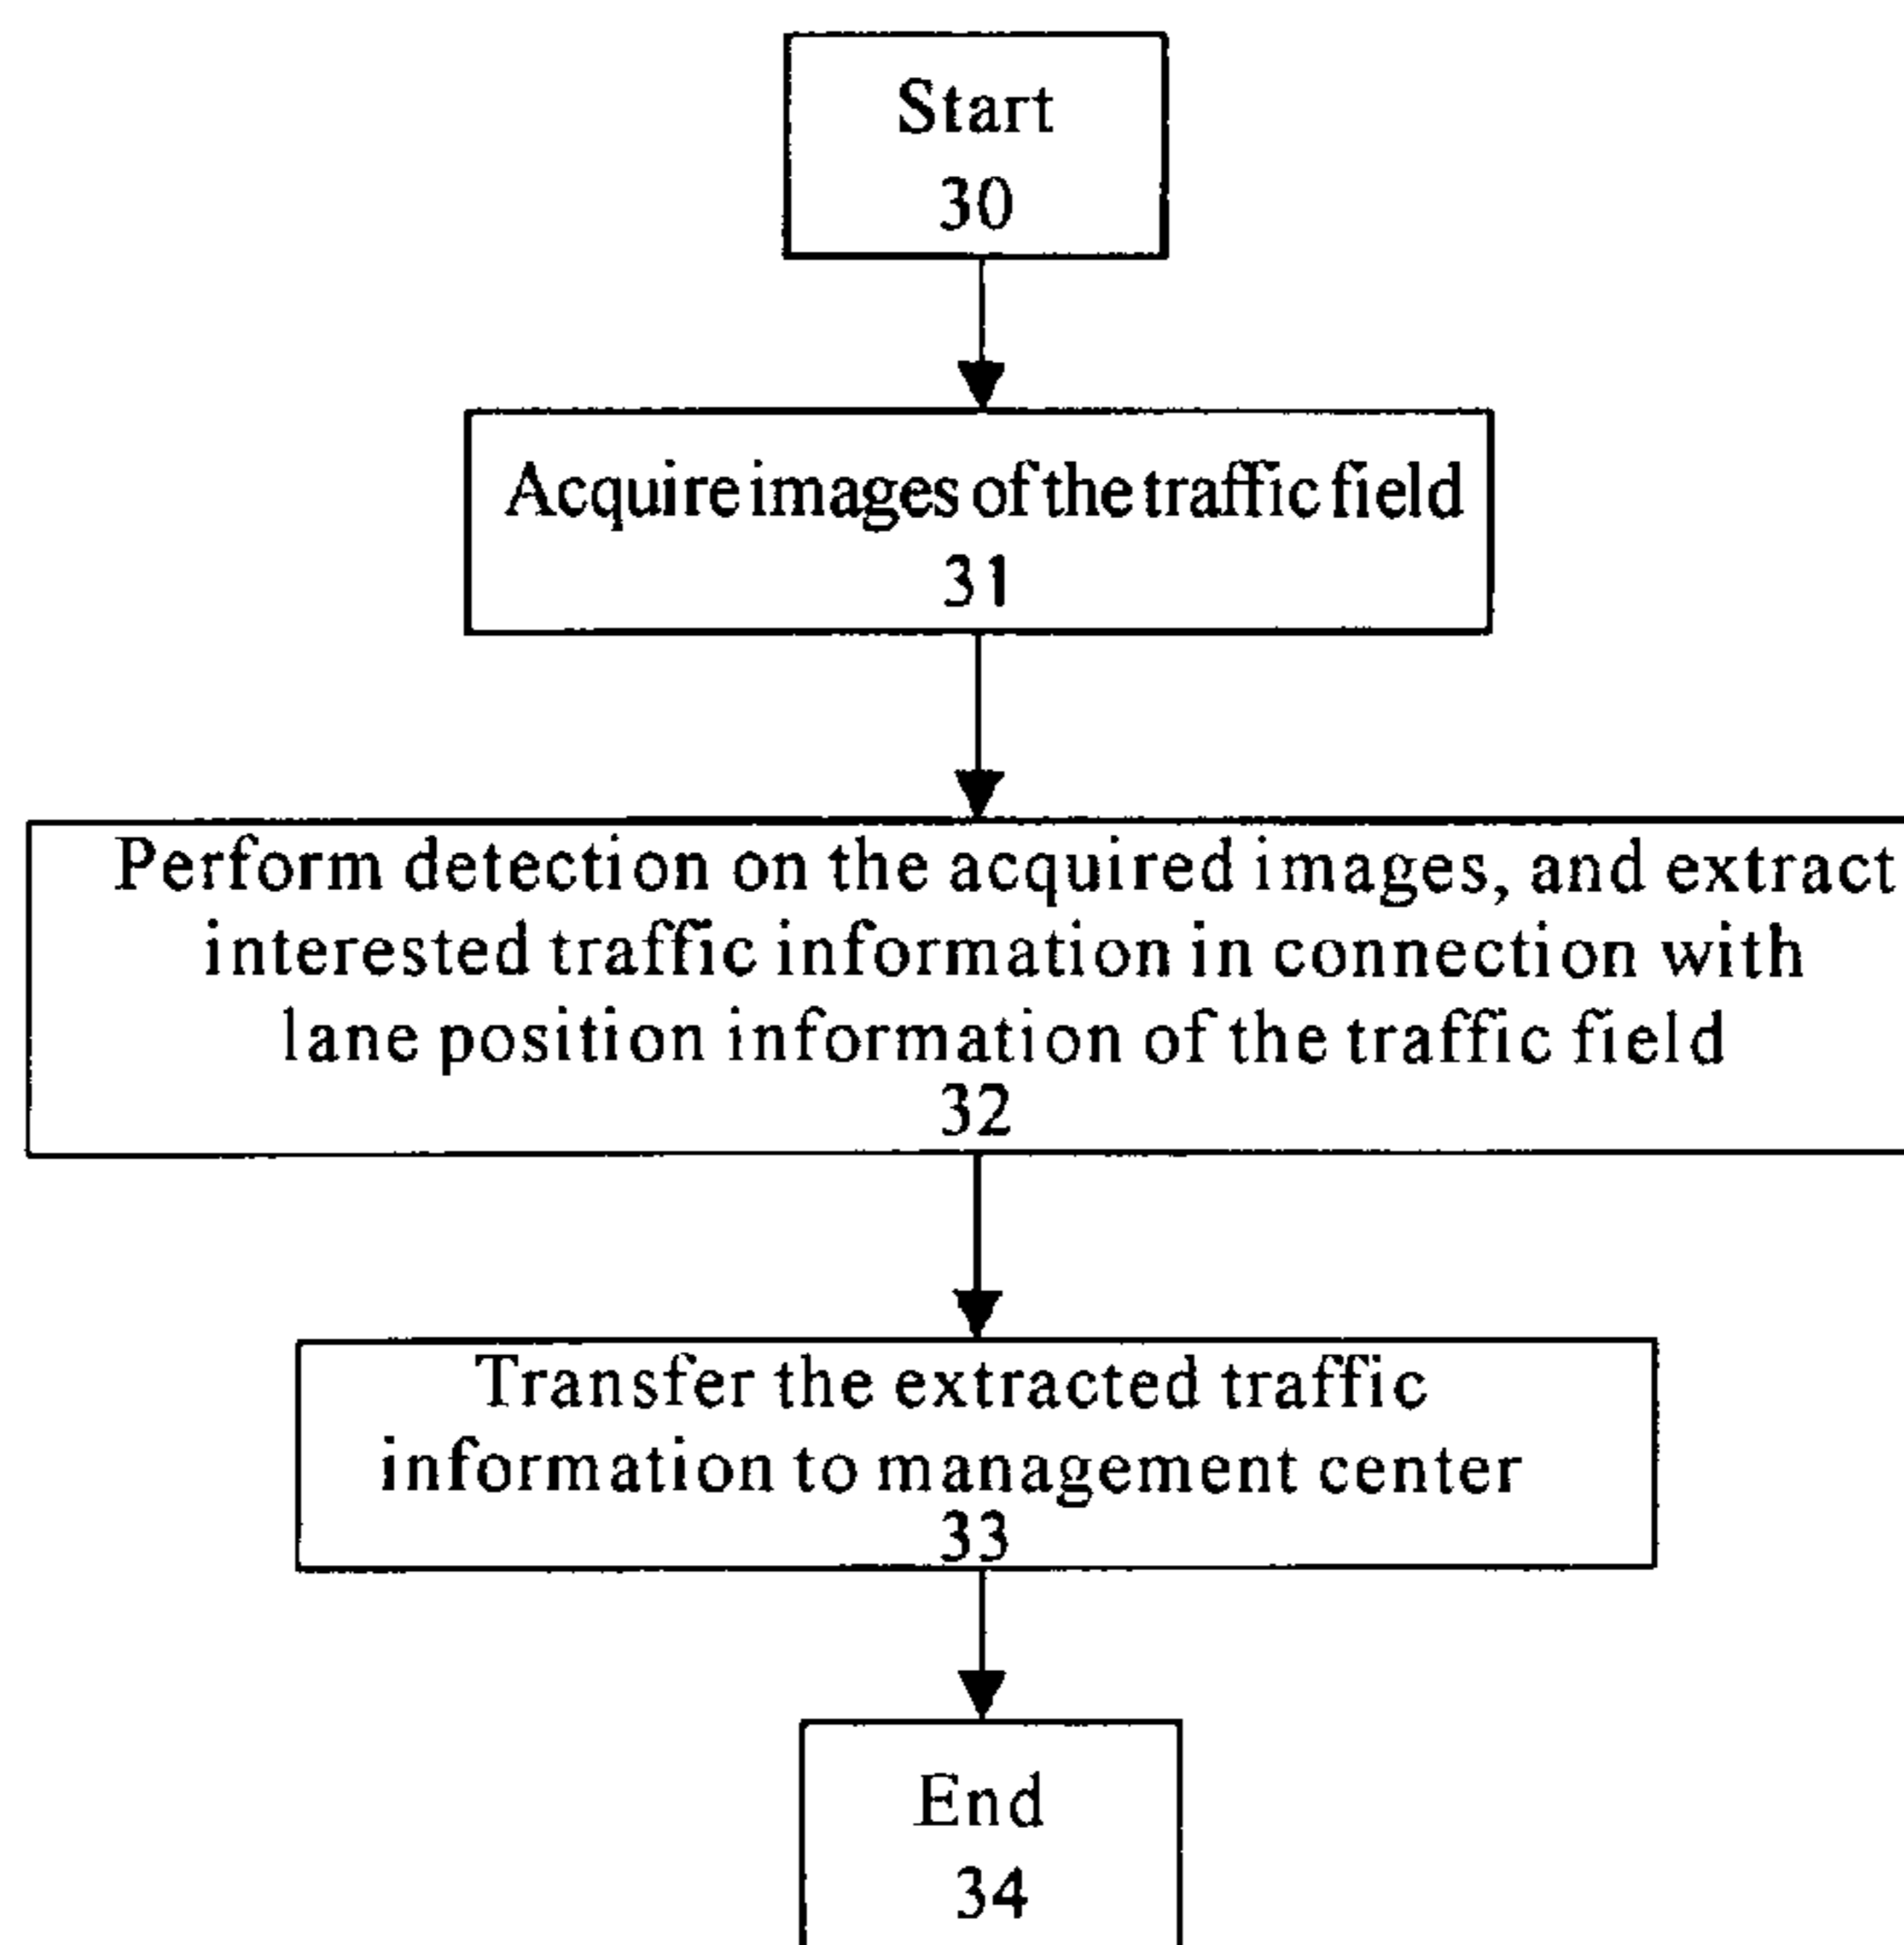 Start
30
Acquire images of the traffic field
31
Perform detection on the acquired images, and extract
interested traffic information in connection with
lane position information of the traffic field
32
Transfer the extracted traffic
information to management center
33
End
34